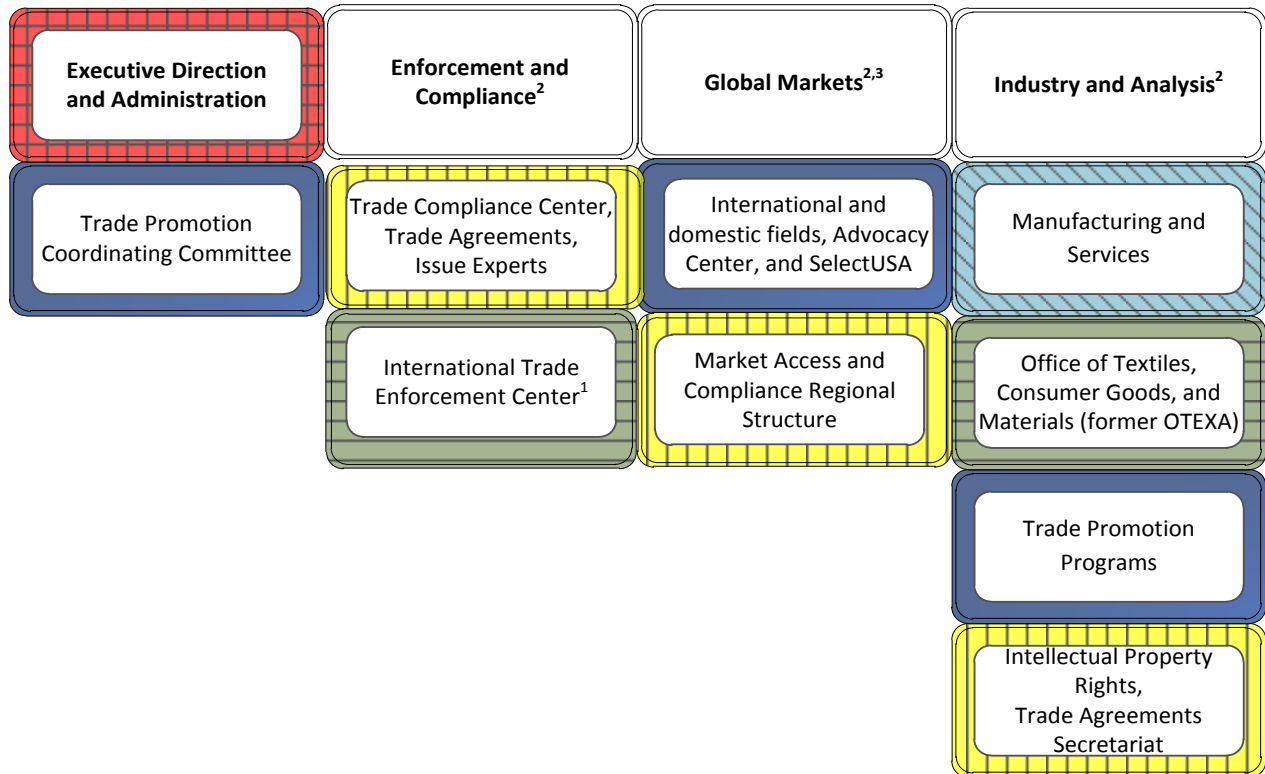 Executive Direction
and Administration
Enforcement and
Compliance2
Global Markets2,3
Industry and Analysis2
Trade Promotion
Coordinating Committee
Trade Compliance Center,
Trade Agreements,
Issue Experts
International and
domestic fields, Advocacy
Center, and SelectUSA
Manufacturing and
Services
International Trade
Enforcement Center1
Market Access and
Compliance Regional
Structure
Office of Textiles,
Consumer Goods, and
Materials (former OTEXA)
Trade Promotion
Programs
Intellectual Property
Rights,
Trade Agreements
Secretariat